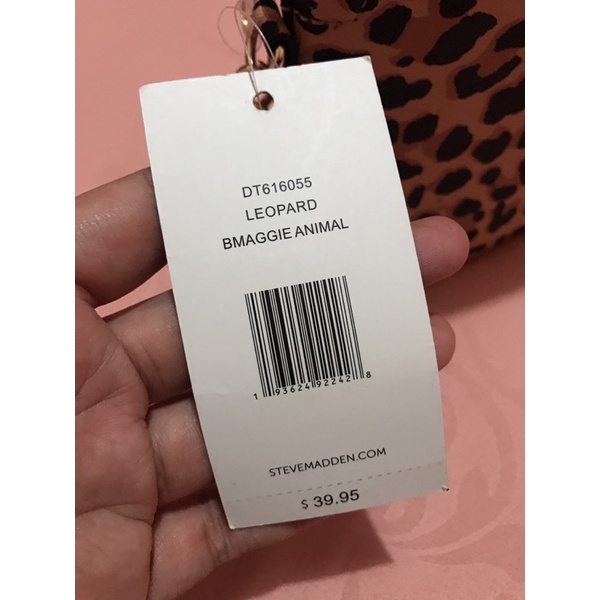 DT616055
LEOPARD
BMAGGIE ANIMAL
1 93624 92242 8
STEVEMADDEN.COM
$ 39.95